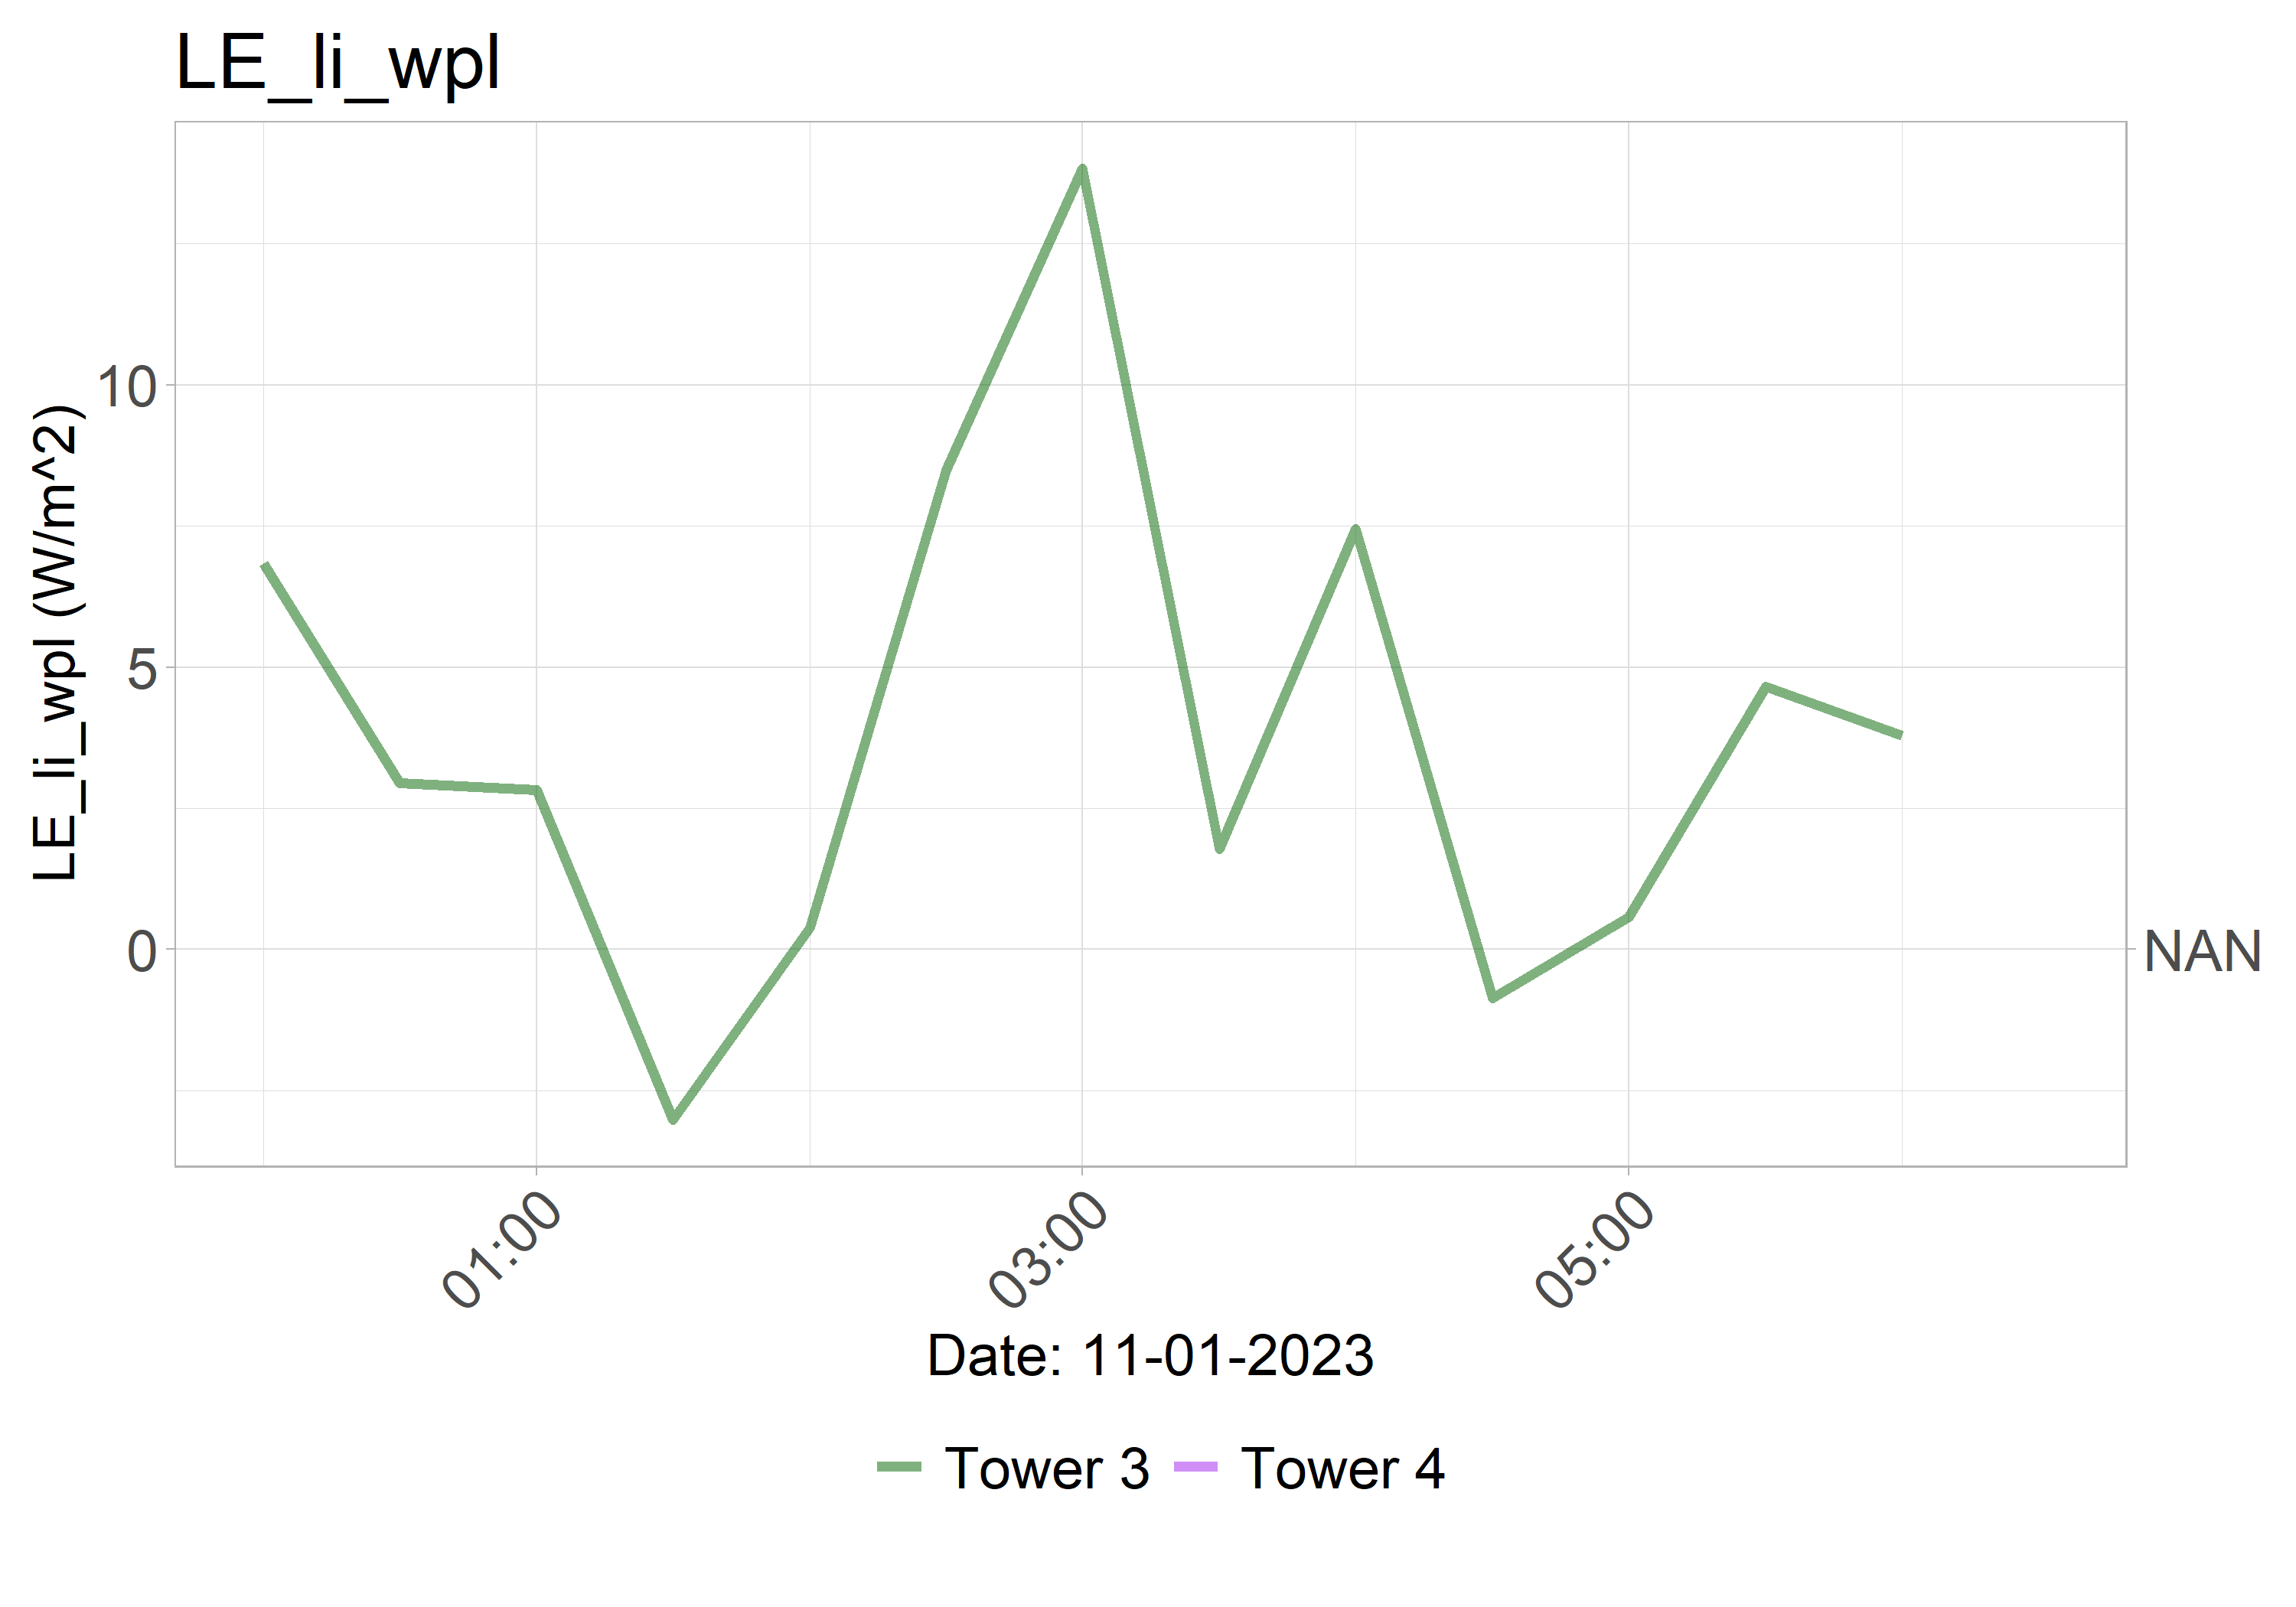 LE_li_wpl
LE_li_wpl (W/m^2)
10
5
0
NAN
01:00
03:00
05:00
Date: 11-01-2023
Tower 3
Tower 4